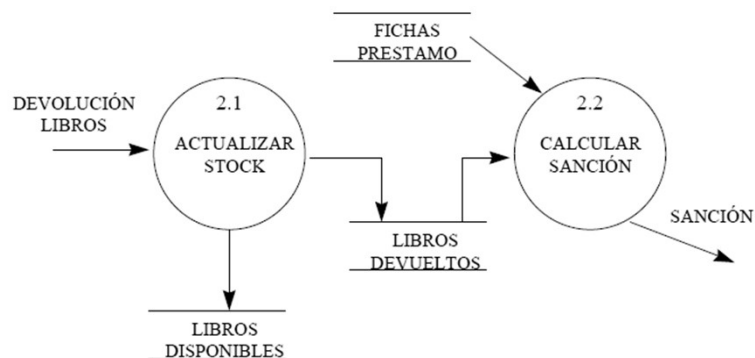 FICHAS
PRESTAMO
DEVOLUCIÓN
LIBROS
2.1
ACTUALIZAR
STOCK
2.2
CALCULAR
SANCIÓN
SANCIÓN
LIBROS
DEVUELTOS
LIBROS
DISPONIBLES